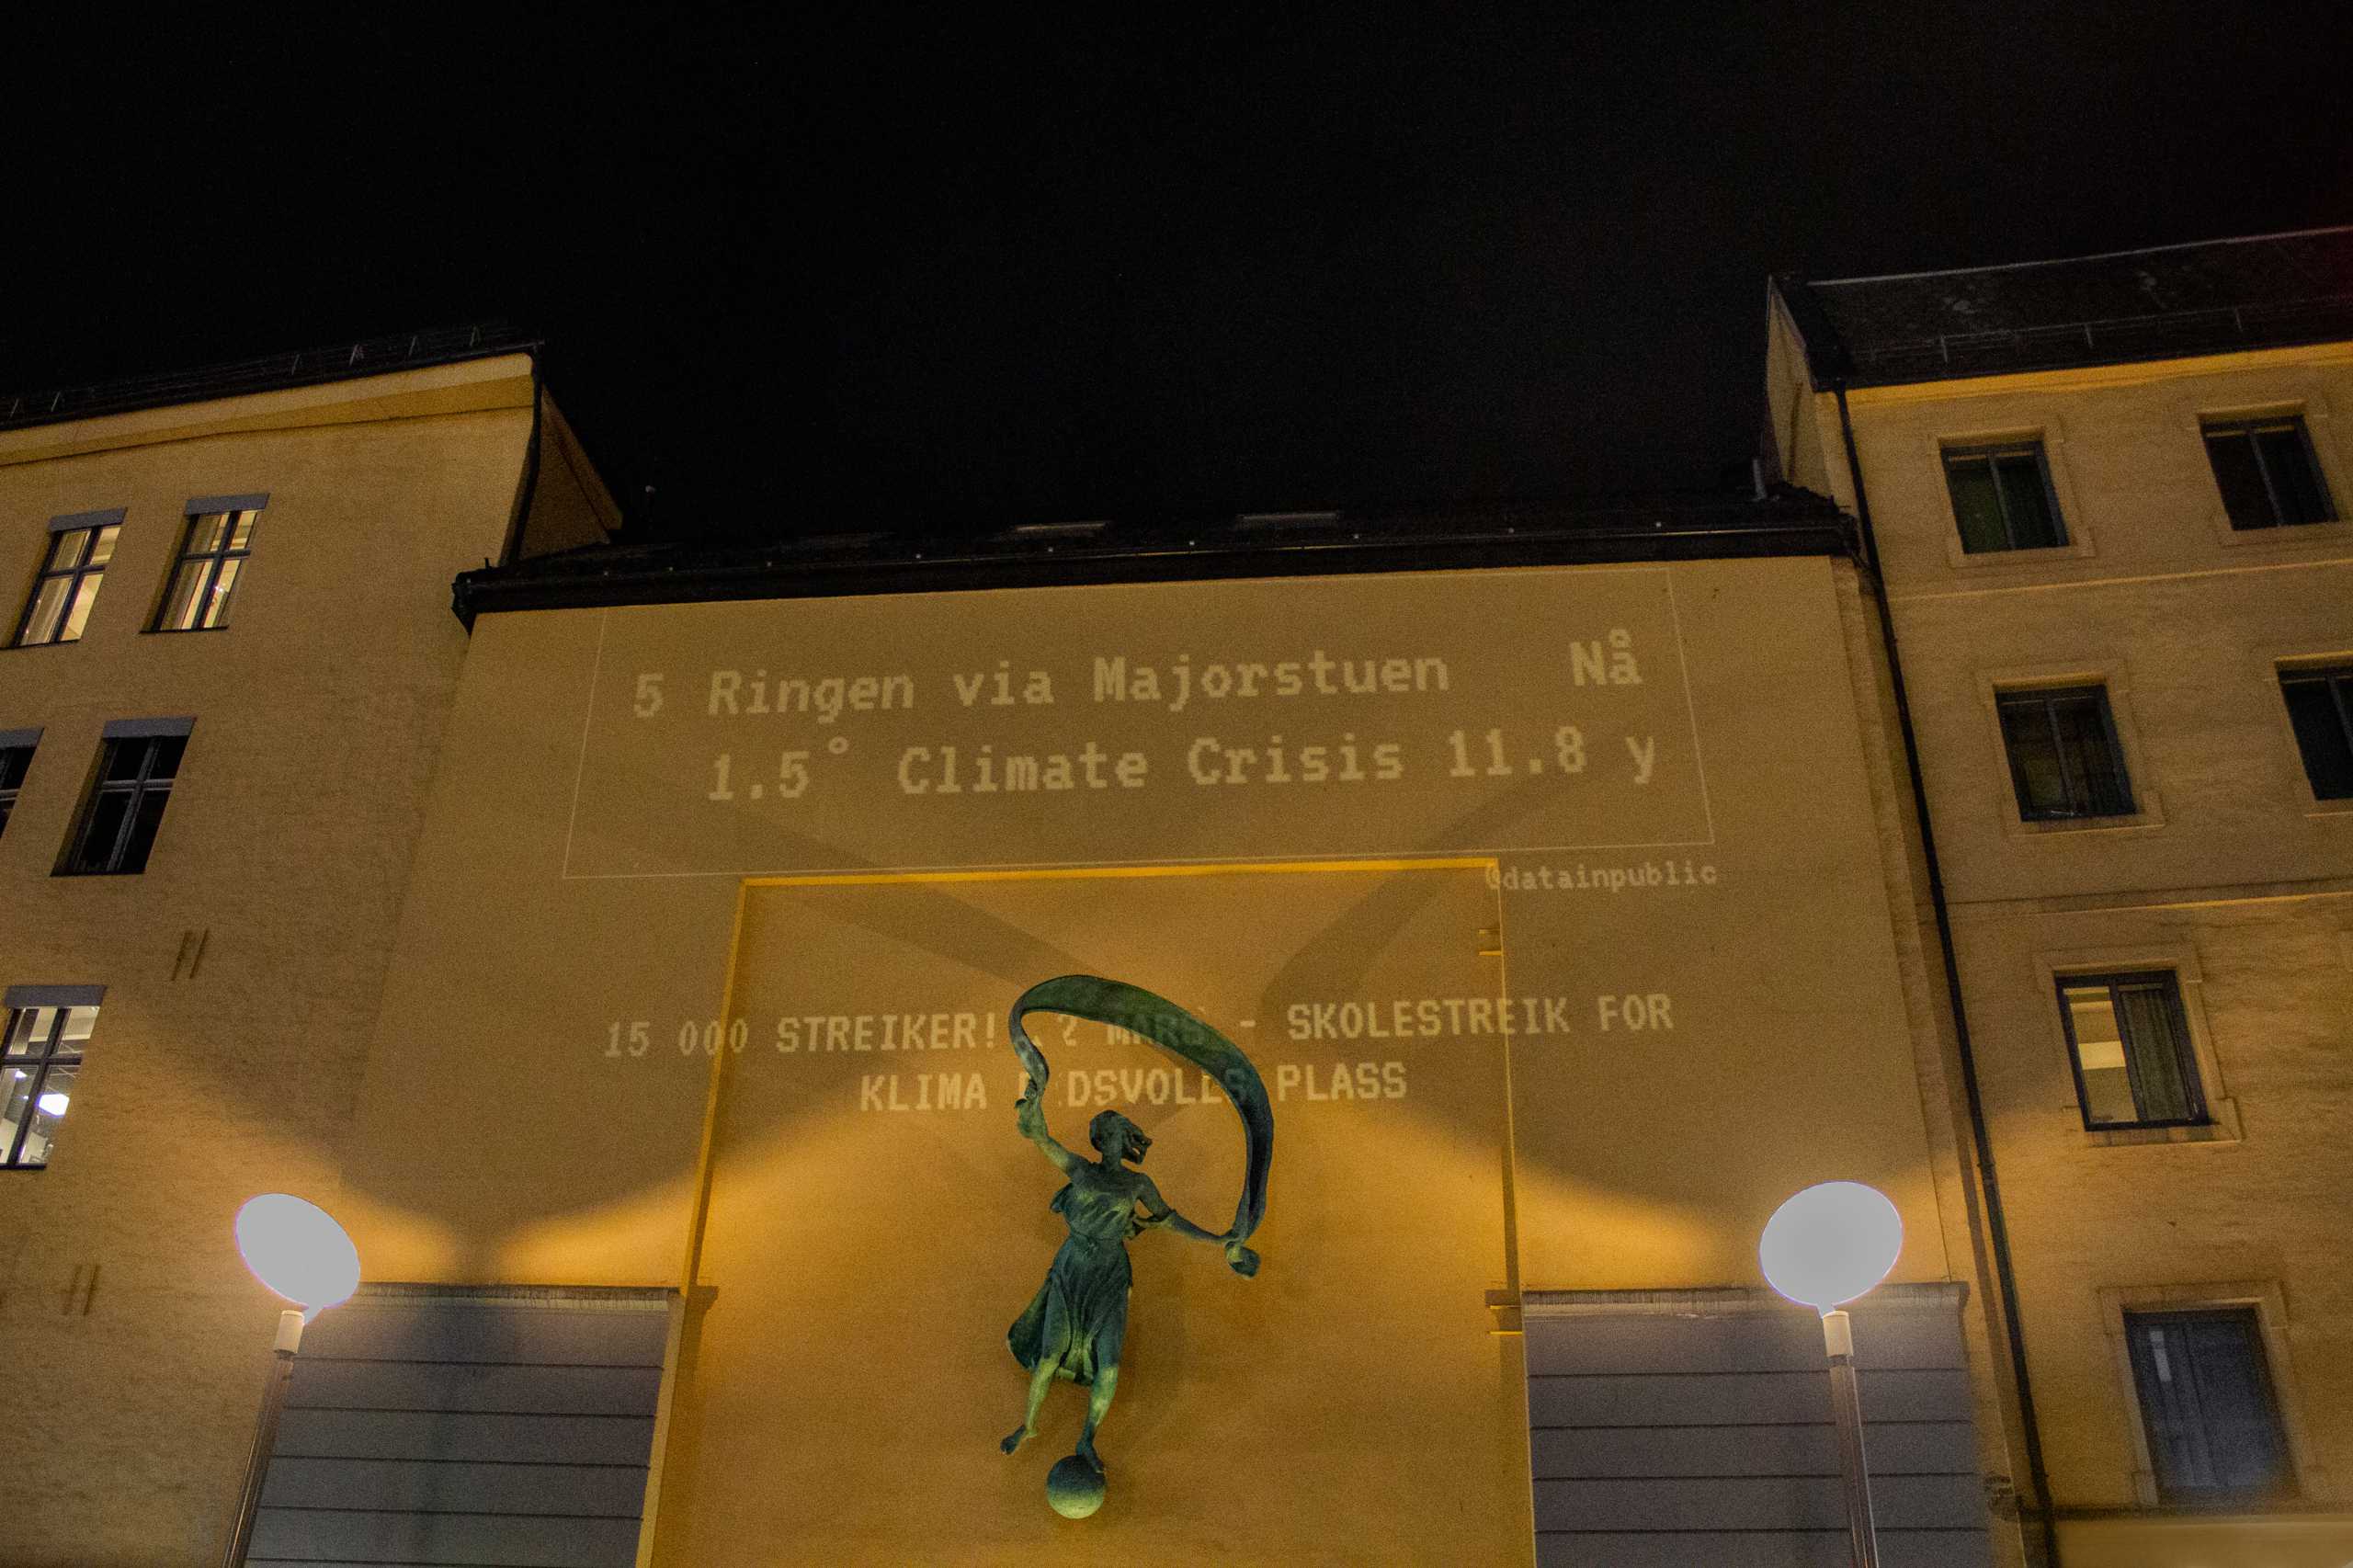 5 Ringen via Majorstuen Nå
1.5° Climate Crisis 11.8 y
@datainpublic
15 000 STREIKER! MARS - SKOLESTREIK FOR
KLIMA PLASS